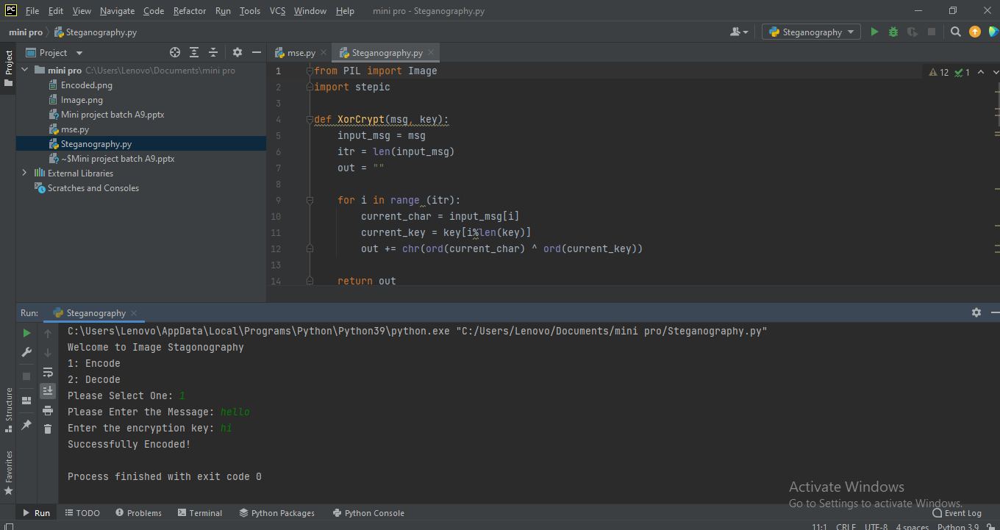 PC File Edit View Navigate Code Refactor Run Tools VCS Window Help mini pro - Steganography.py
mini pro Steganography.py Steganography
Project
Project
mse.py Steganography.py
mini pro C:\Users\Lenovo\Documents\mini pro
Encoded.png
Image.png
Mini project batch A9.pptx
mse.py
Steganography.py
~$Mini project batch A9.pptx
External Libraries
Scratches and Consoles
12 1
1 from PIL import Image
2 import stepic
3
4 def XorCrypt(msg, key):
5 input_msg = msg
6 itr = len(input_msg)
7 out = ""
8
9 for i in range (itr):
10 current_char = input_msg[i]
11 current_key = key[i%len(key)]
12 out += chr(ord(current_char) ^ ord(current_key))
13
14 return out
Run: Steganography
C:\Users\Lenovo\AppData\Local\Programs\Python\Python39\python.exe "C:/Users/Lenovo/Documents/mini pro/Steganography.py"
Welcome to Image Stagonography
1: Encode
2: Decode
Please Select One: 1
Please Enter the Message: hello
Enter the encryption key: hi
Successfully Encoded!
Process finished with exit code 0
Structure
Favorites
Activate Windows
Go to Settings to activate Windows.
Run TODO Problems Terminal Python Packages Python Console Event Log
11:1 CRLF UTF-8 4 spaces Python 3.9